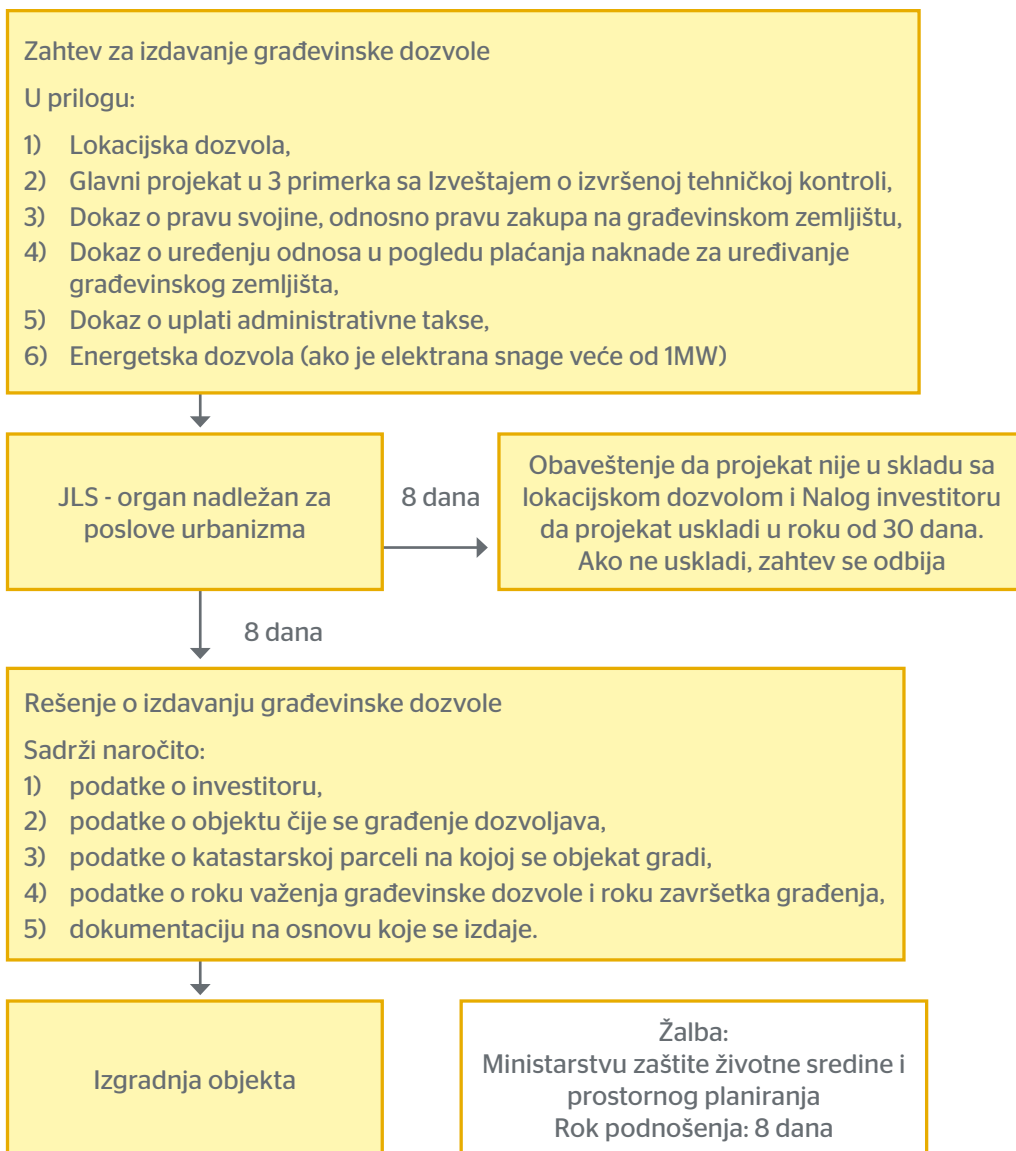 Zahtev za izdavanje građevinske dozvole
U prilogu:
1) Lokacijska dozvola,
2) Glavni projekat u 3 primerka sa Izveštajem o izvršenoj tehničkoj kontroli,
3) Dokaz o pravu svojine, odnosno pravu zakupa na građevinskom zemljištu,
4) Dokaz o uređenju odnosa u pogledu plaćanja naknade za uređivanje
građevinskog zemljišta,
5) Dokaz o uplati administrativne takse,
6) Energetska dozvola (ako je elektrana snage veće od 1MW)
JLS - organ nadležan za
poslove urbanizma
8 dana
Obaveštenje da projekat nije u skladu sa
lokacijskom dozvolom i Nalog investitoru
da projekat uskladi u roku od 30 dana.
Ako ne uskladi, zahtev se odbija
8 dana
Rešenje o izdavanju građevinske dozvole
Sadrži naročito:
1) podatke o investitoru,
2) podatke o objektu čije se građenje dozvoljava,
3) podatke o katastarskoj parceli na kojoj se objekat gradi,
4) podatke o roku važenja građevinske dozvole i roku završetka građenja,
5) dokumentaciju na osnovu koje se izdaje.
Izgradnja objekta
Žalba:
Ministarstvu zaštite životne sredine i
prostornog planiranja
Rok podnošenja: 8 dana